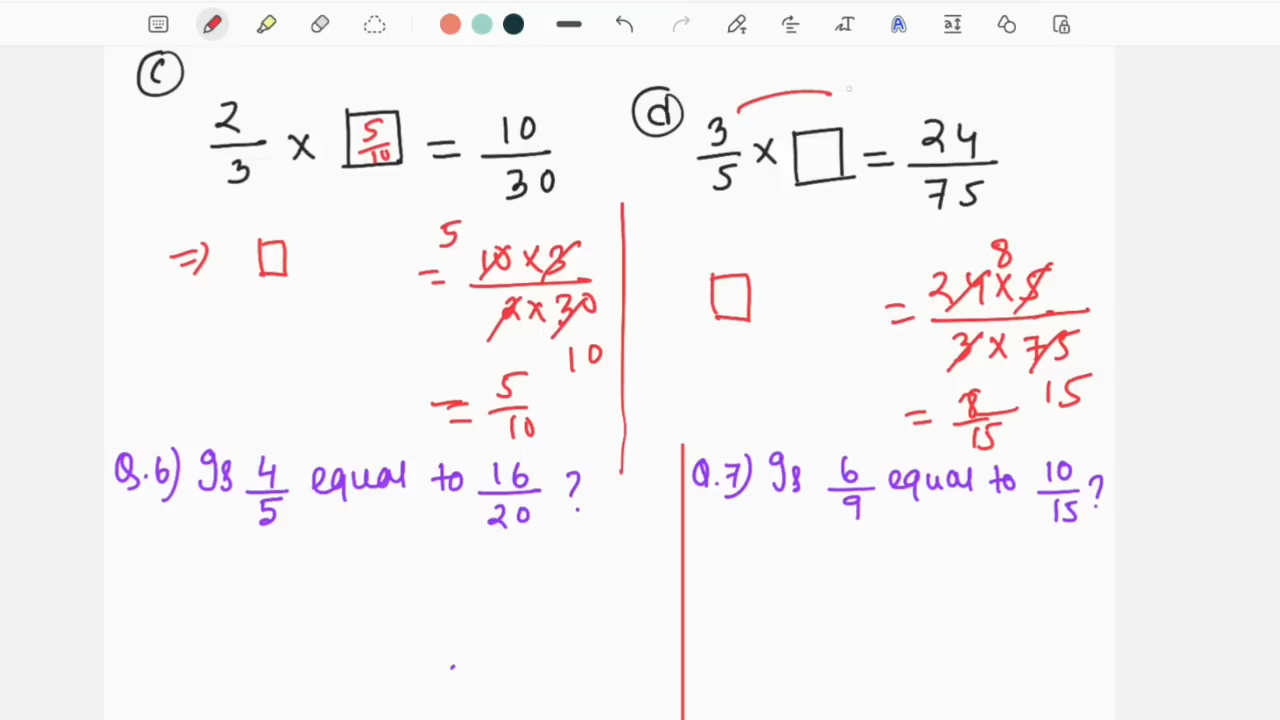 (c)
2/3 × [5/10] = 10/30
⇒ □ = 10×3/2×30 5 10
= 5/10
(d)
3/5 × □ = 24/75
□ = 24×5/3×75 8 15
= 8/15
Q.6) Is 4/5 equal to 16/20 ?
Q.7) Is 6/9 equal to 10/15 ?